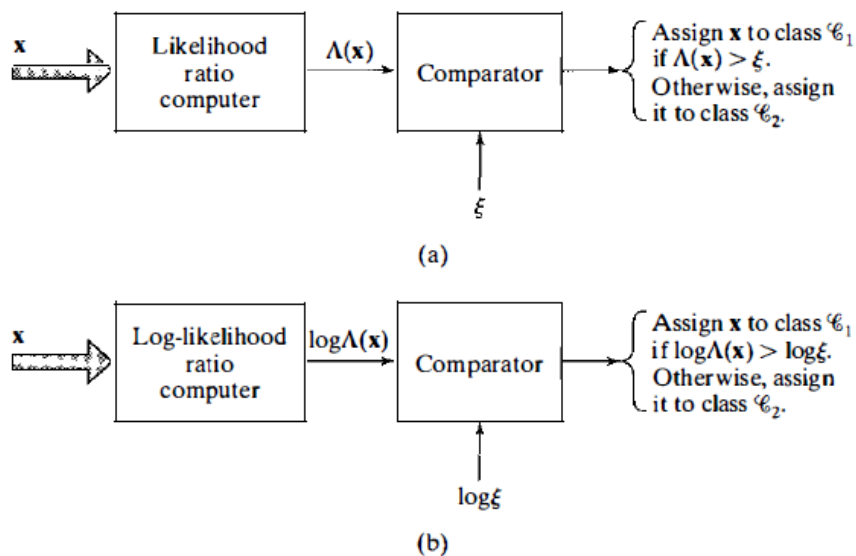 x
Likelihood
ratio
computer
Λ(x)
Comparator
Assign x to class 𝒞₁
if Λ(x) > ξ.
Otherwise, assign
it to class 𝒞₂.
ξ
(a)
x
Log-likelihood
ratio
computer
logΛ(x)
Comparator
Assign x to class 𝒞₁
if logΛ(x) > logξ.
Otherwise, assign
it to class 𝒞₂.
logξ
(b)